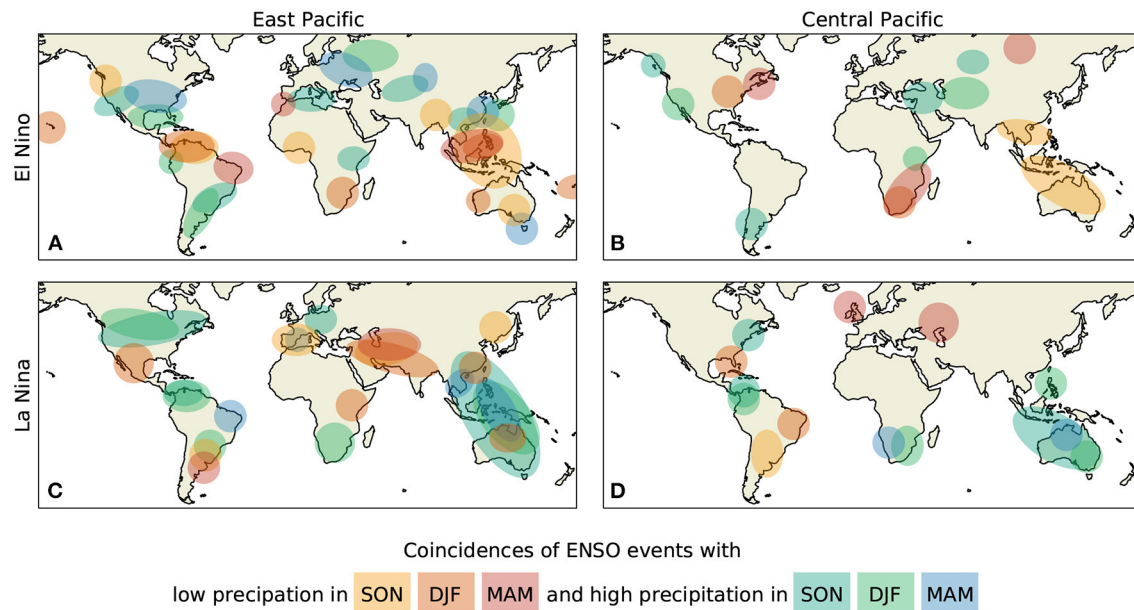 East Pacific
Central Pacific
El Nino
A
B
La Nina
C
D
Coincidences of ENSO events with
low precipation in SON DJF MAM and high precipitation in SON DJF MAM